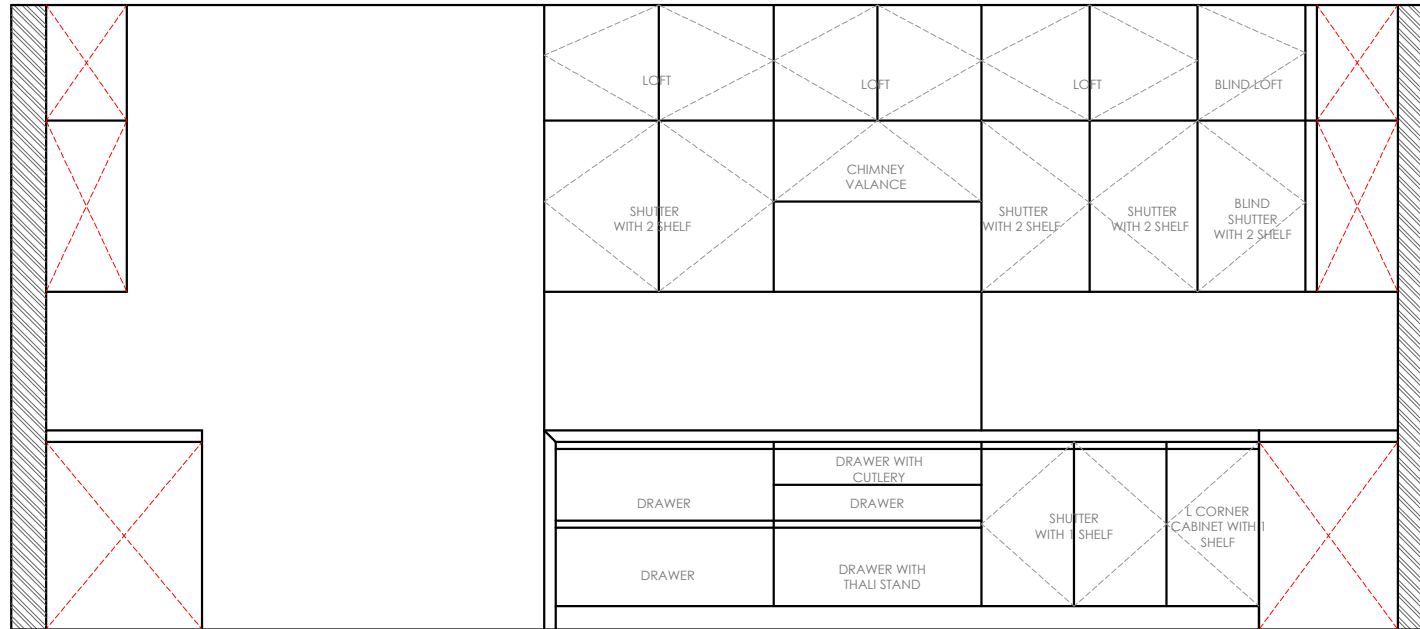 LOFT
LOFT
LOFT
BLIND LOFT
CHIMNEY
VALANCE
SHUTTER
WITH 2 SHELF
SHUTTER
WITH 2 SHELF
SHUTTER
WITH 2 SHELF
BLIND
SHUTTER
WITH 2 SHELF
DRAWER WITH
CUTLERY
DRAWER
DRAWER
SHUTTER
WITH 1 SHELF
L CORNER
CABINET WITH 1
SHELF
DRAWER
DRAWER WITH
THALI STAND